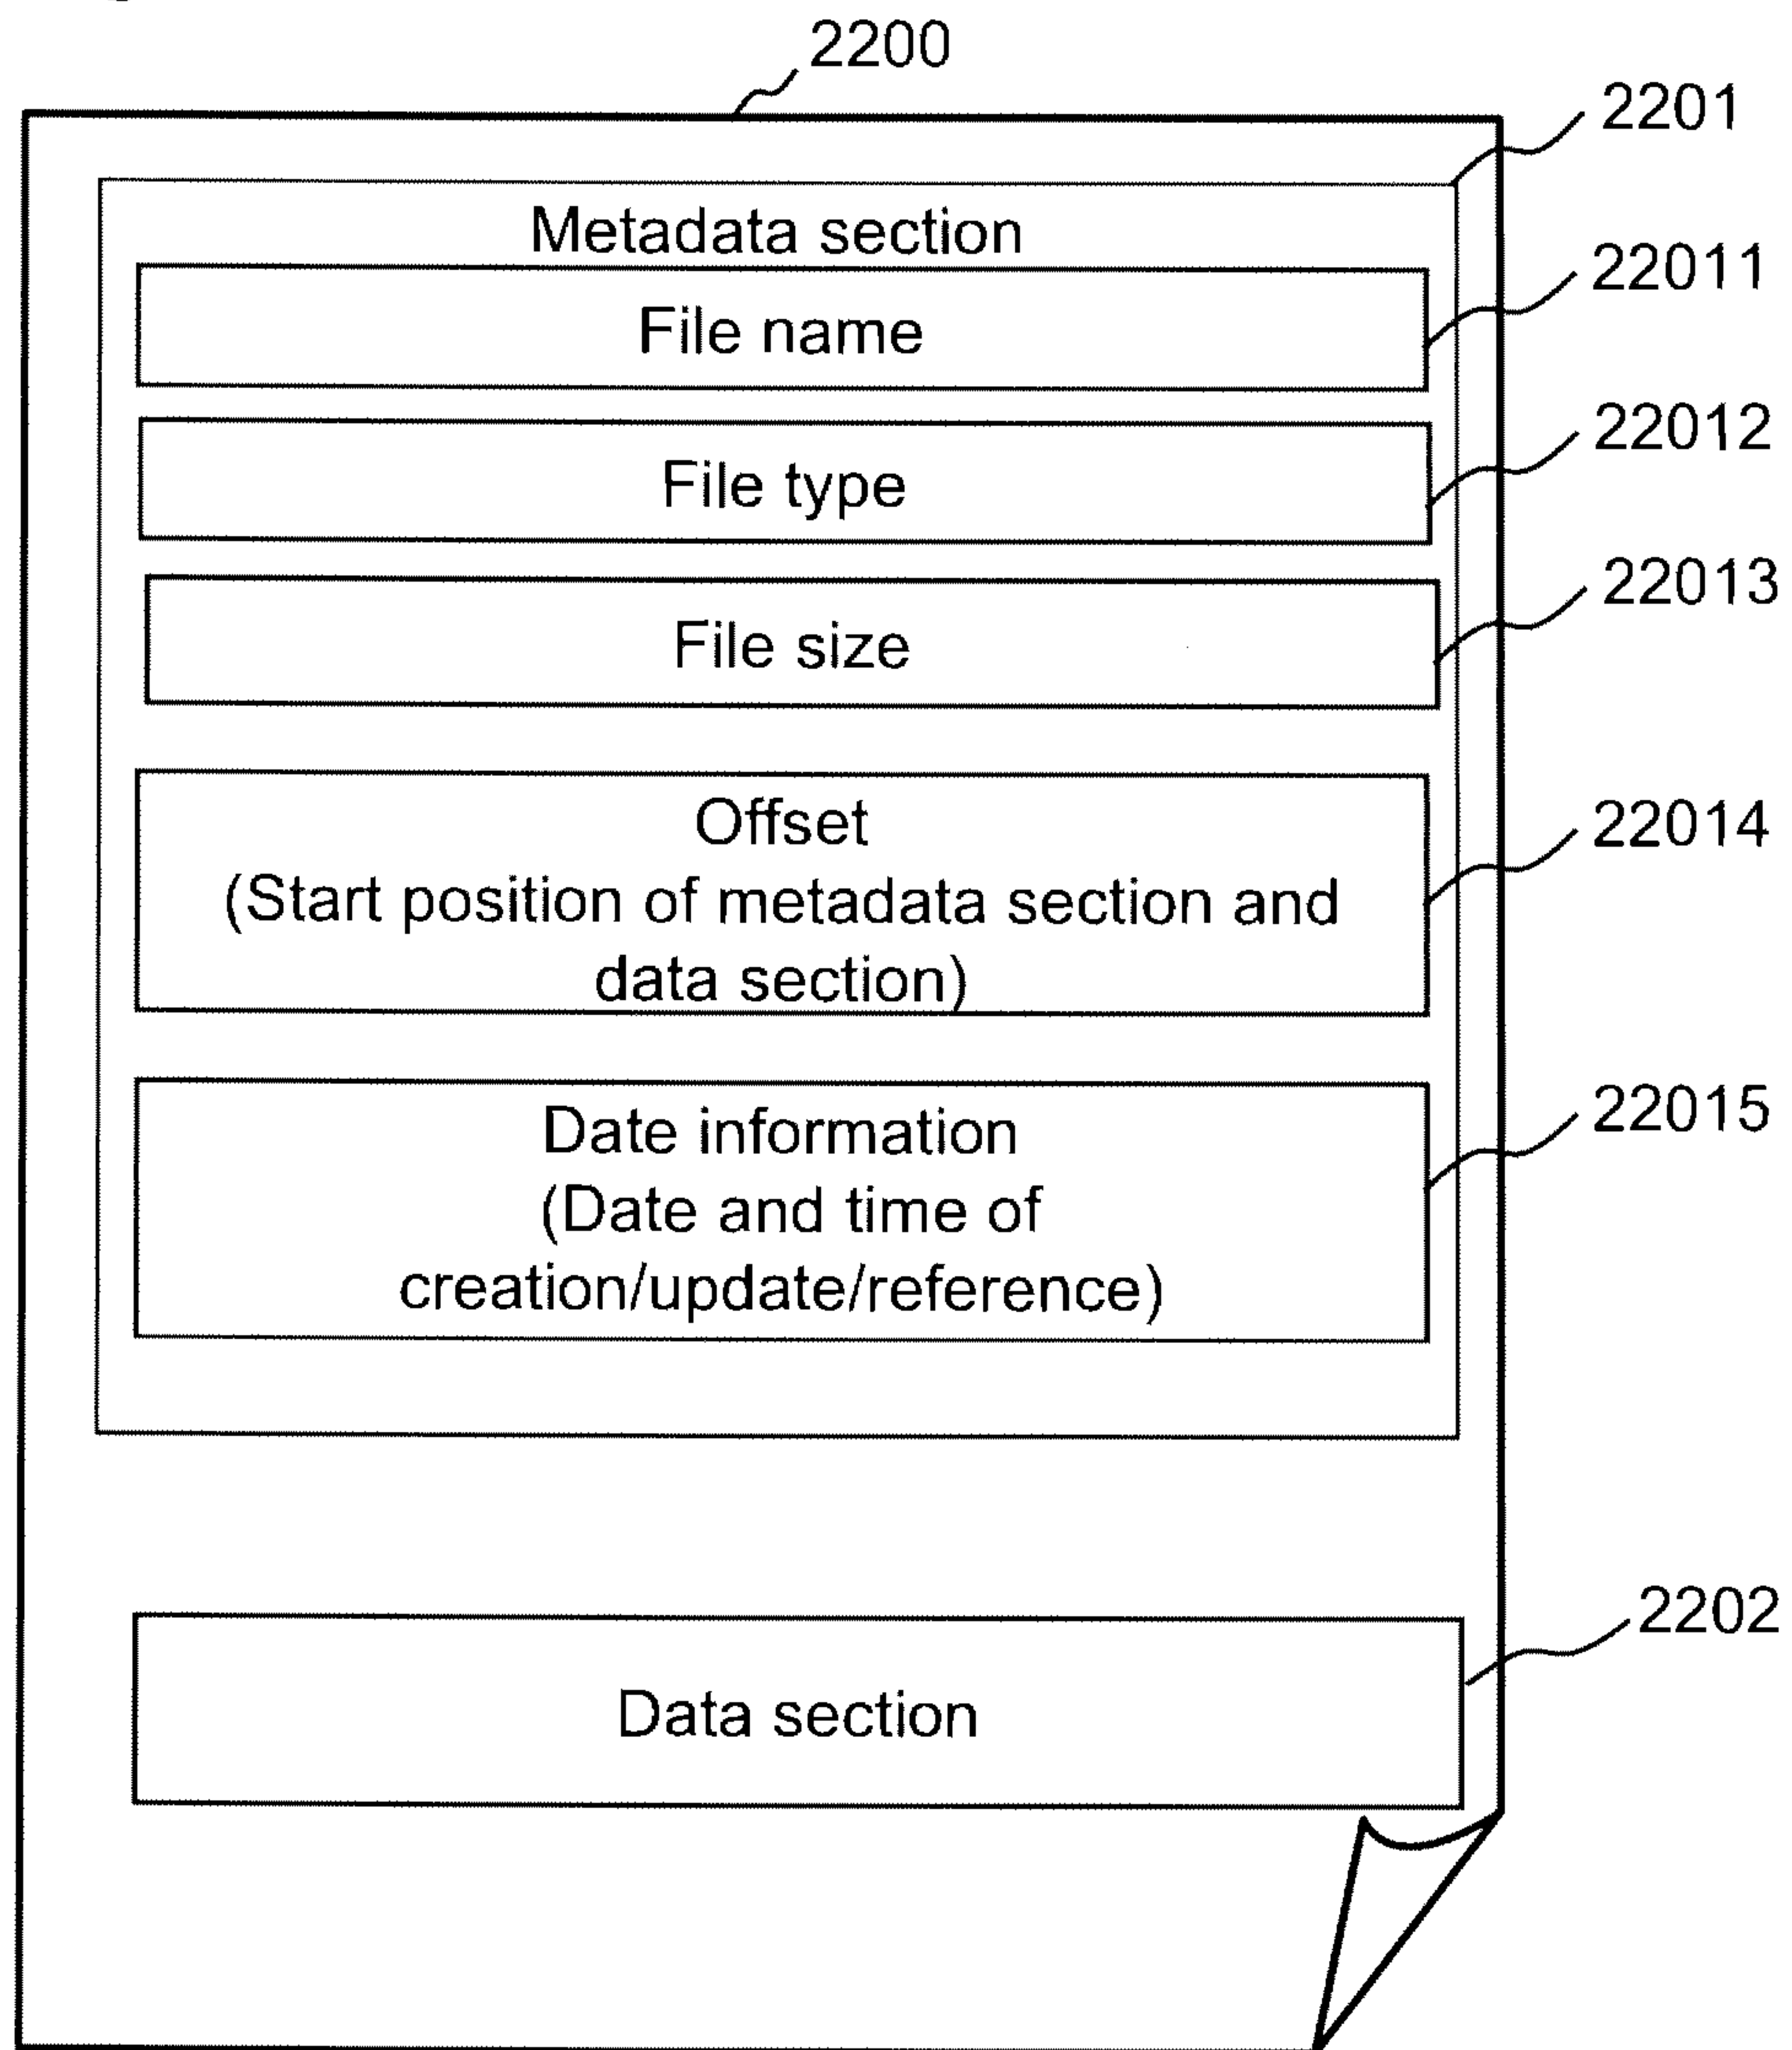 2200
2201
Metadata section
22011
File name
22012
File type
22013
File size
22014
Offset
(Start position of metadata section and
data section)
22015
Date information
(Date and time of
creation/update/reference)
2202
Data section